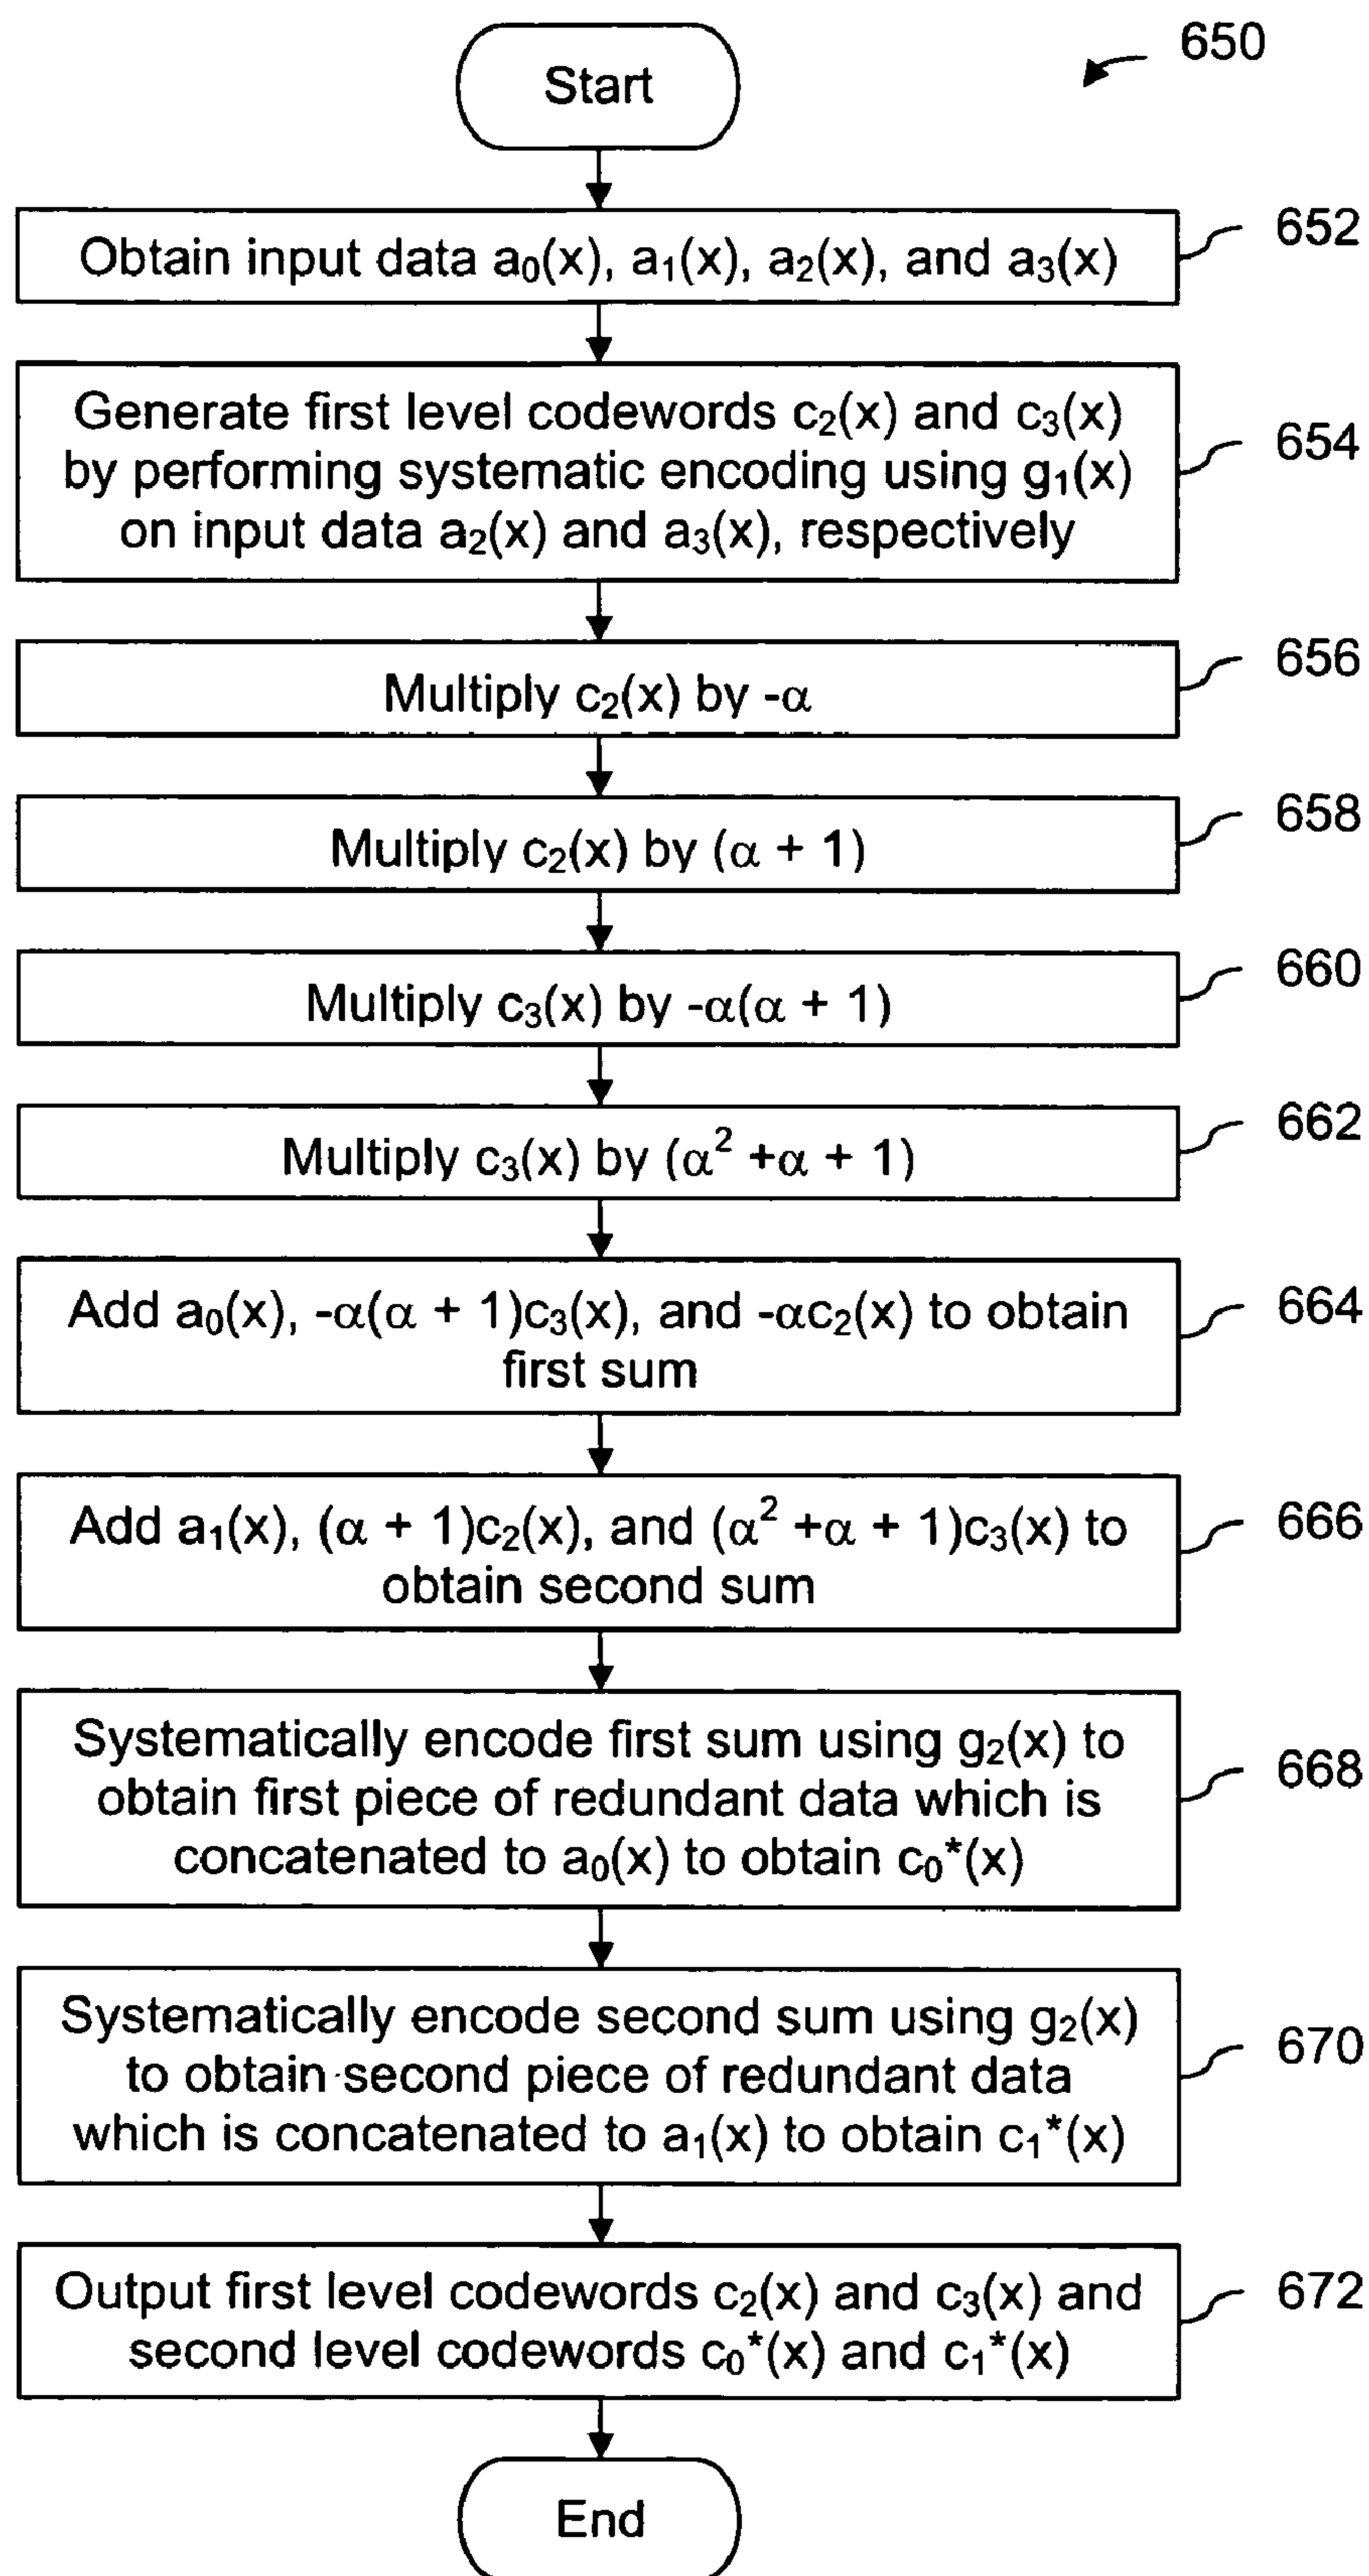 650
Start
Obtain input data a₀(x), a₁(x), a₂(x), and a₃(x)
652
Generate first level codewords c₂(x) and c₃(x)
by performing systematic encoding using g₁(x)
on input data a₂(x) and a₃(x), respectively
654
Multiply c₂(x) by -α
656
Multiply c₂(x) by (α + 1)
658
Multiply c₃(x) by -α(α + 1)
660
Multiply c₃(x) by (α² +α + 1)
662
Add a₀(x), -α(α + 1)c₃(x), and -αc₂(x) to obtain
first sum
664
Add a₁(x), (α + 1)c₂(x), and (α² +α + 1)c₃(x) to
obtain second sum
666
Systematically encode first sum using g₂(x) to
obtain first piece of redundant data which is
concatenated to a₀(x) to obtain c₀*(x)
668
Systematically encode second sum using g₂(x)
to obtain second piece of redundant data
which is concatenated to a₁(x) to obtain c₁*(x)
670
Output first level codewords c₂(x) and c₃(x) and
second level codewords c₀*(x) and c₁*(x)
672
End